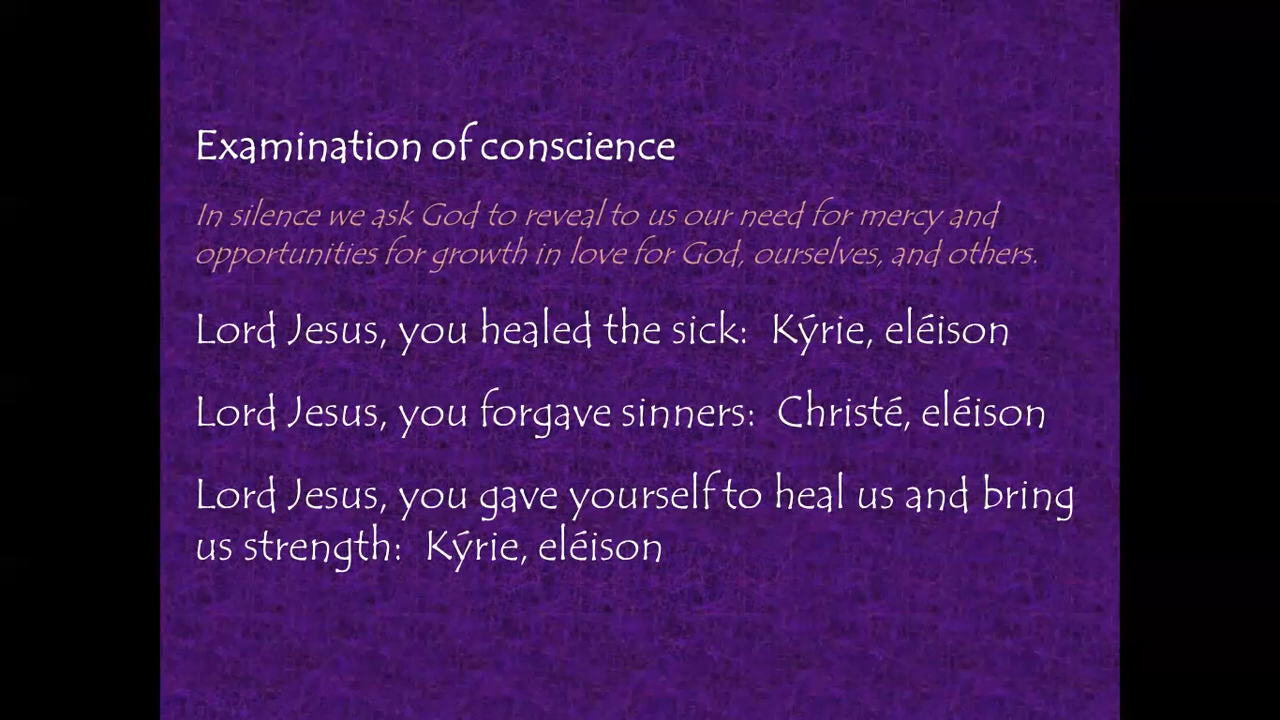 Examination of conscience
In silence we ask God to reveal to us our need for mercy and
opportunities for growth in love for God, ourselves, and others.
Lord Jesus, you healed the sick:  Kýrie, eléison
Lord Jesus, you forgave sinners:  Christé, eléison
Lord Jesus, you gave yourself to heal us and bring
us strength:  Kýrie, eléison